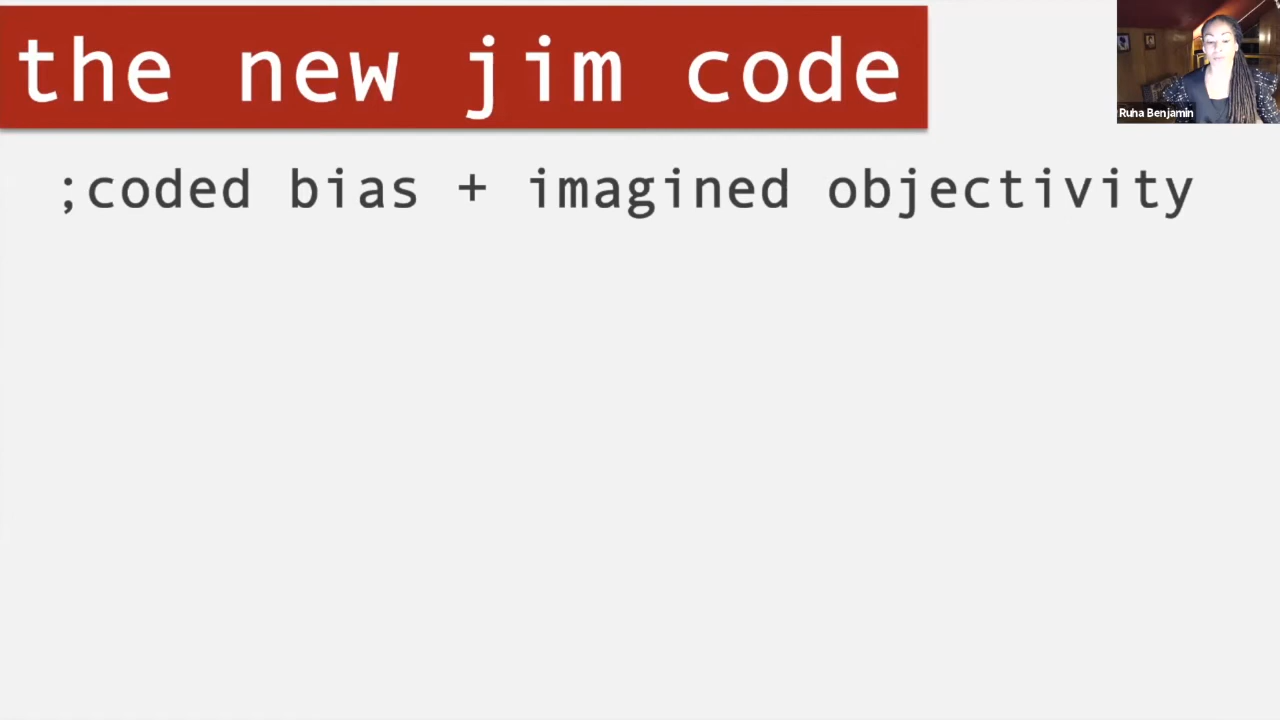 the new jim code
Ruha Benjamin
;coded bias + imagined objectivity